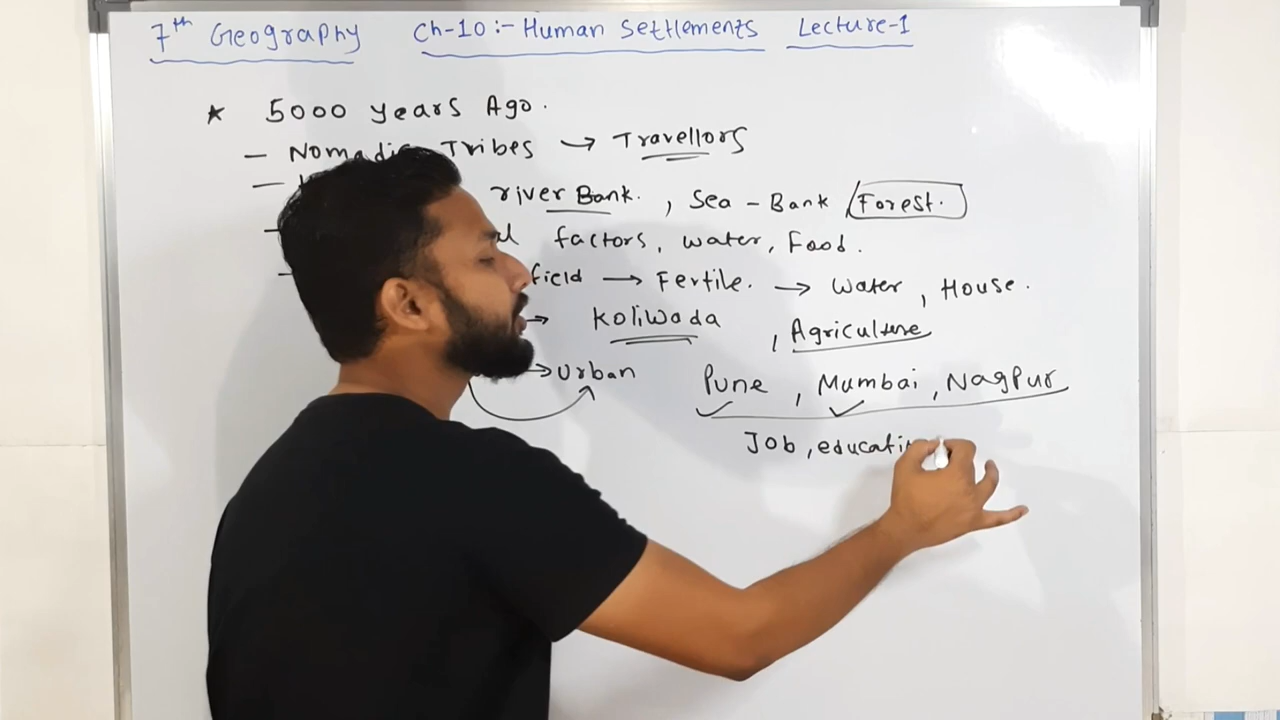 7th Geography Ch-10:- Human Settlements Lecture-1
* 5000 years Ago.
- Nomadic Tribes → Travellors
- river Bank. , Sea - Bank / Forest.
- factors, water, Food.
- field → Fertile. → Water , House.
→ Koliwada , Agriculture
→ Urban Pune , Mumbai , Nagpur
Job , educati